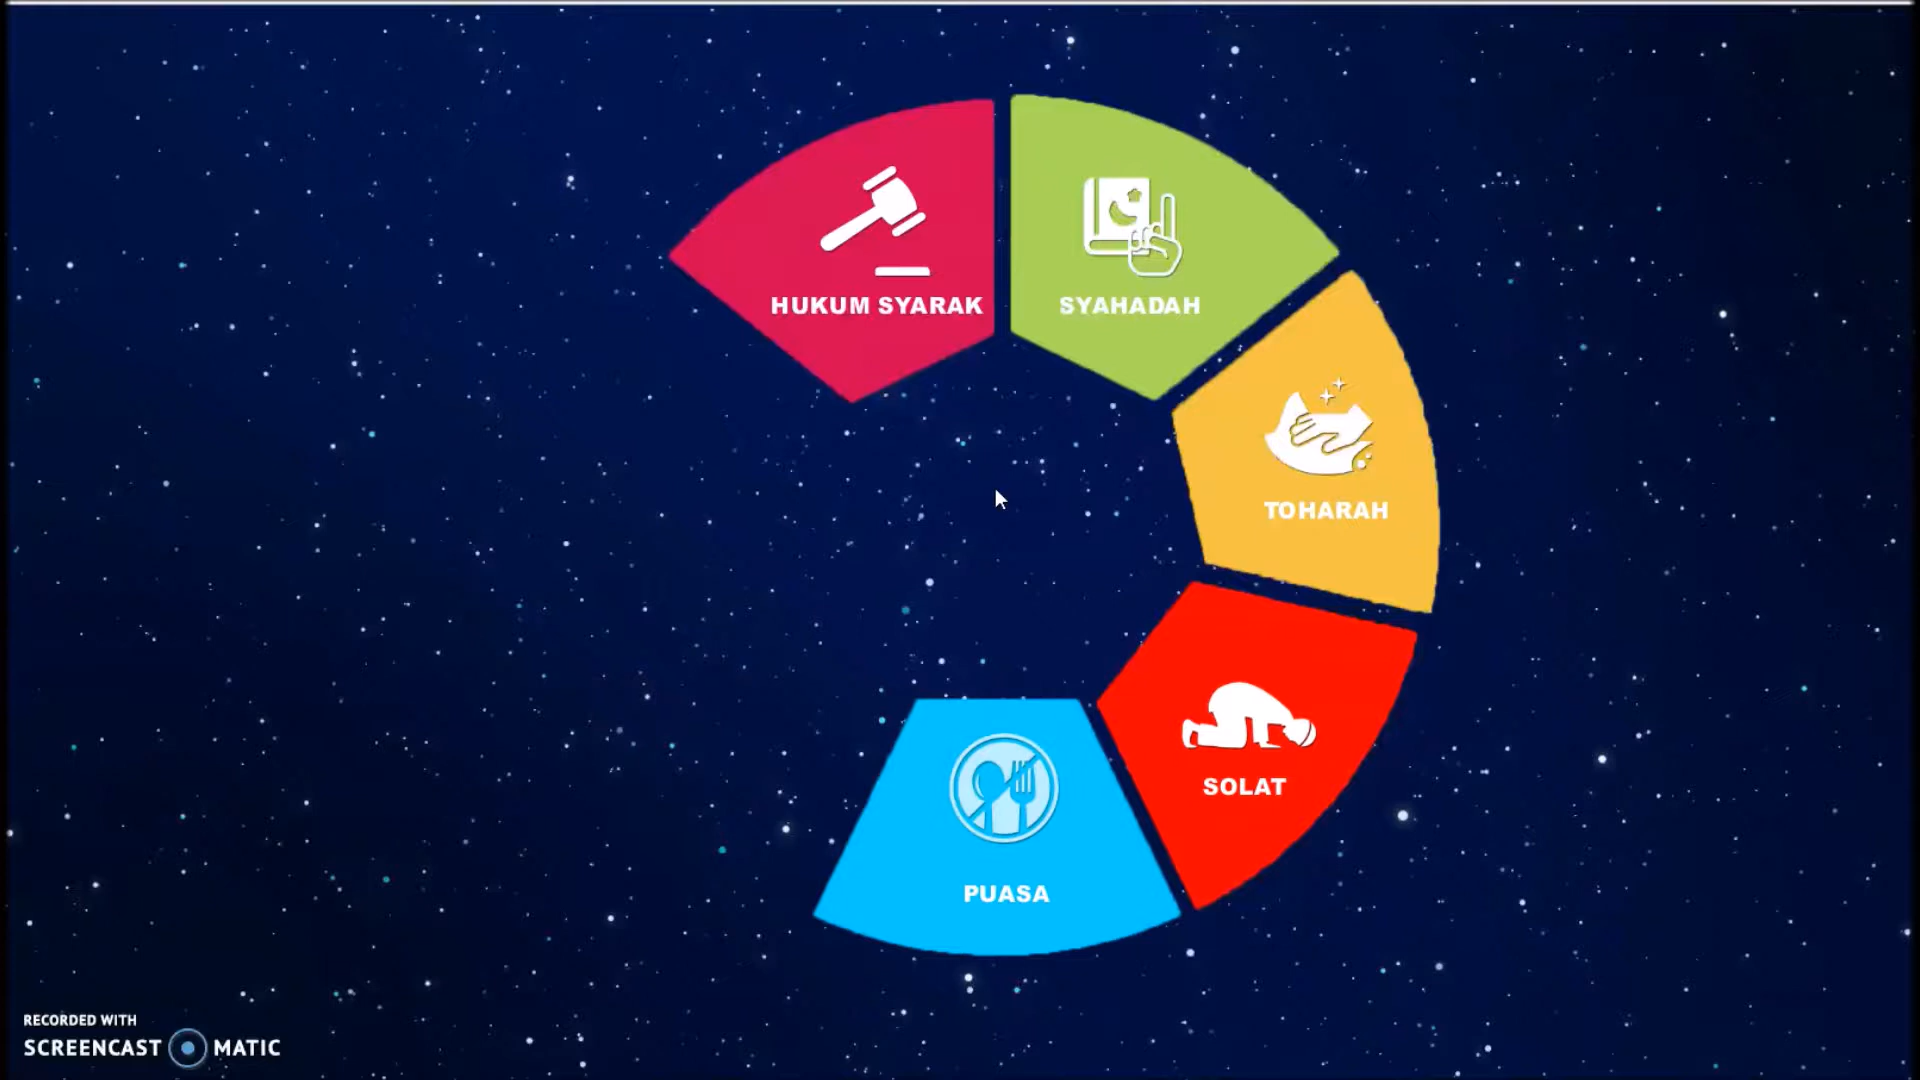 HUKUM SYARAK
SYAHADAH
TOHARAH
SOLAT
PUASA
RECORDED WITH
SCREENCAST MATIC